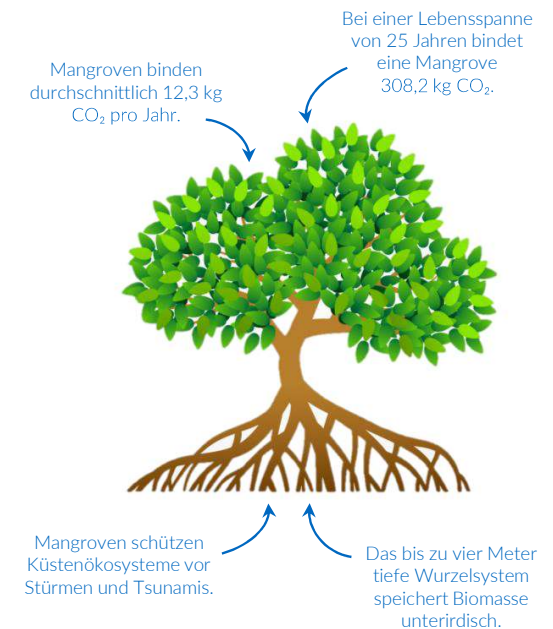 Bei einer Lebensspanne
von 25 Jahren bindet
eine Mangrove
308,2 kg CO₂.
Mangroven binden
durchschnittlich 12,3 kg
CO₂ pro Jahr.
Mangroven schützen
Küstenökosysteme vor
Stürmen und Tsunamis.
Das bis zu vier Meter
tiefe Wurzelsystem
speichert Biomasse
unterirdisch.